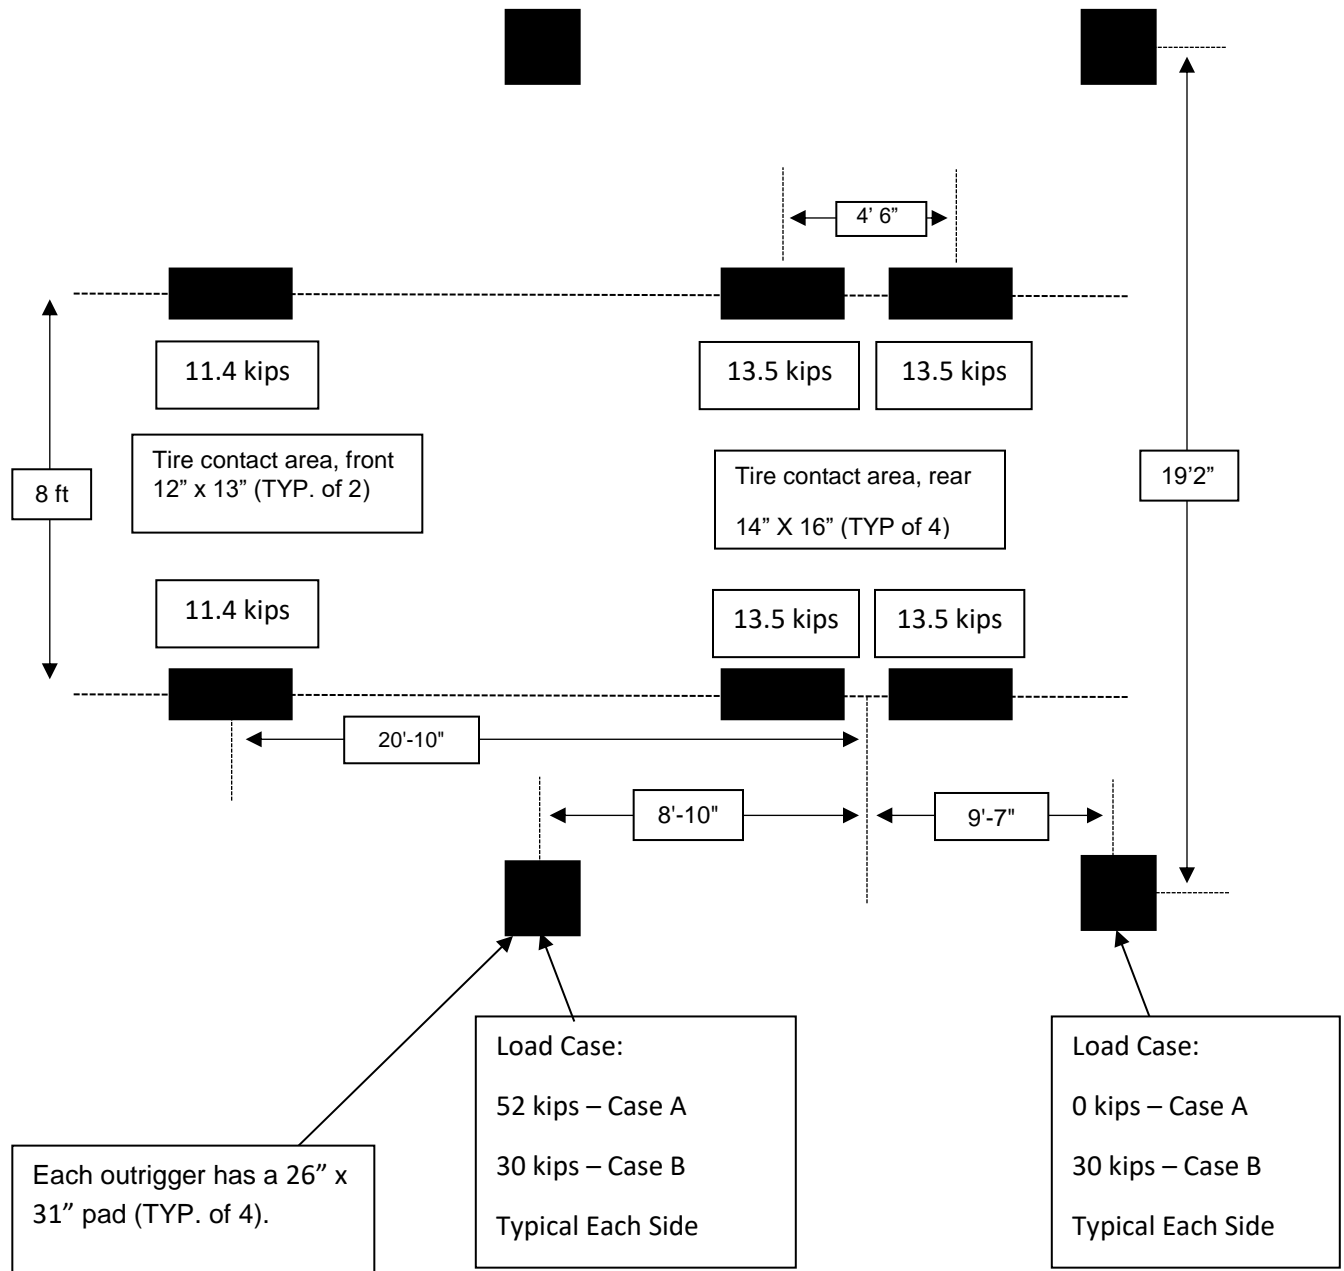 4’ 6”
11.4 kips
13.5 kips
13.5 kips
8 ft
Tire contact area, front
12” x 13” (TYP. of 2)
Tire contact area, rear
14” X 16” (TYP of 4)
19’2”
11.4 kips
13.5 kips
13.5 kips
20'-10"
8'-10"
9'-7"
Each outrigger has a 26” x
31” pad (TYP. of 4).
Load Case:
52 kips – Case A
30 kips – Case B
Typical Each Side
Load Case:
0 kips – Case A
30 kips – Case B
Typical Each Side